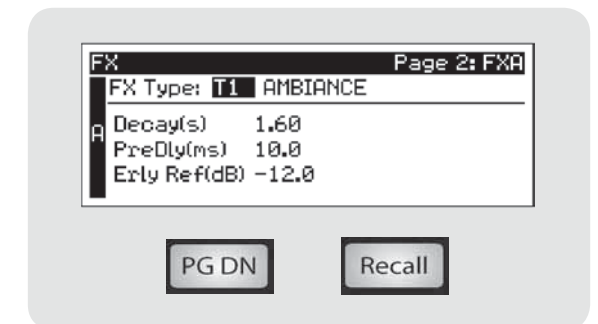 FX Page 2: FXA
FX Type: T1 AMBIANCE
A
Decay(s) 1.60
PreDly(ms) 10.0
Erly Ref(dB) -12.0
PG DN Recall